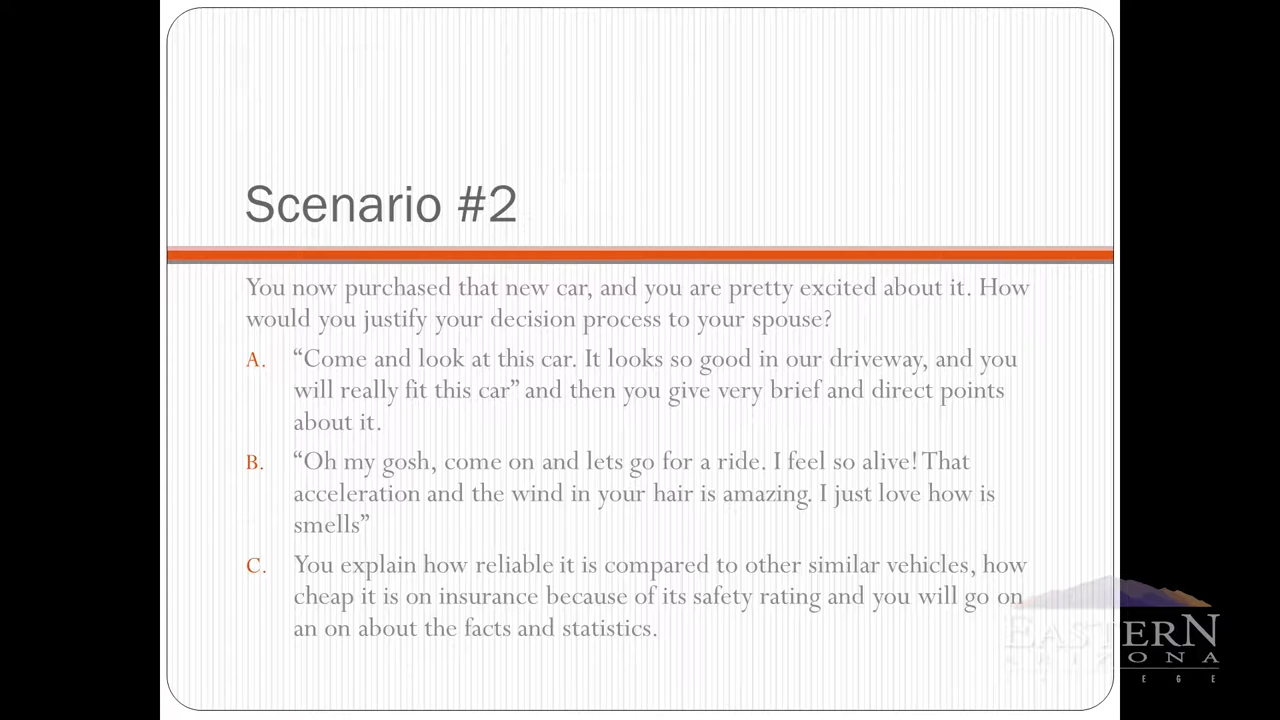 Scenario #2
You now purchased that new car, and you are pretty excited about it. How
would you justify your decision process to your spouse?
A. “Come and look at this car. It looks so good in our driveway, and you
will really fit this car” and then you give very brief and direct points
about it.
B. “Oh my gosh, come on and lets go for a ride. I feel so alive! That
acceleration and the wind in your hair is amazing. I just love how is
smells”
C. You explain how reliable it is compared to other similar vehicles, how
cheap it is on insurance because of its safety rating and you will go on
an on about the facts and statistics.
EASTERN